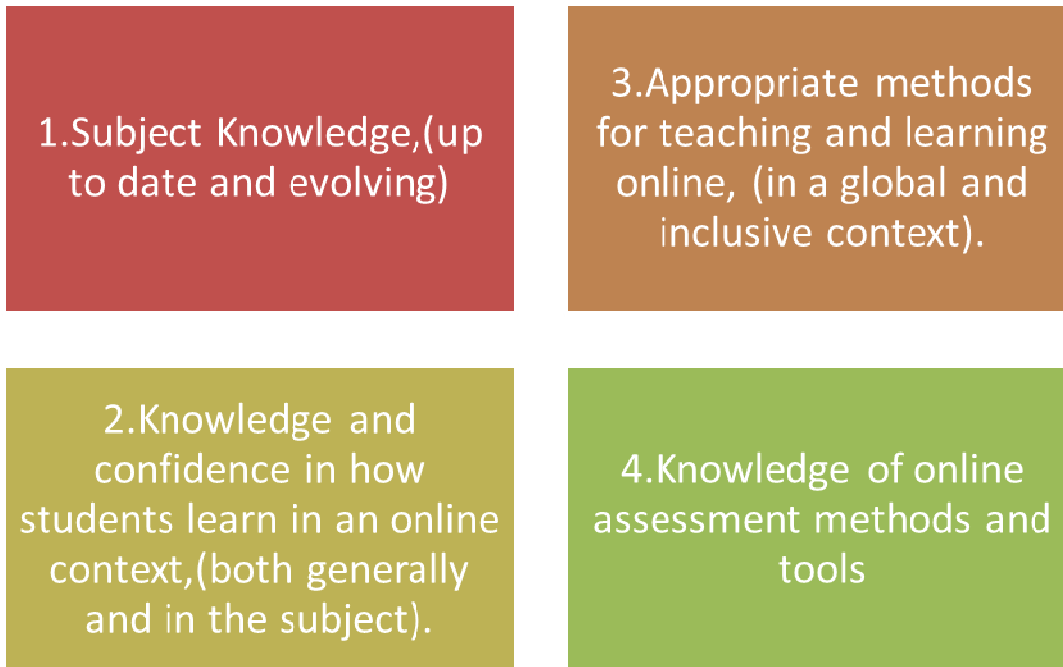 1.Subject Knowledge,(up
to date and evolving)
2.Knowledge and
confidence in how
students learn in an online
context,(both generally
and in the subject).
3.Appropriate methods
for teaching and learning
online, (in a global and
inclusive context).
4.Knowledge of online
assessment methods and
tools